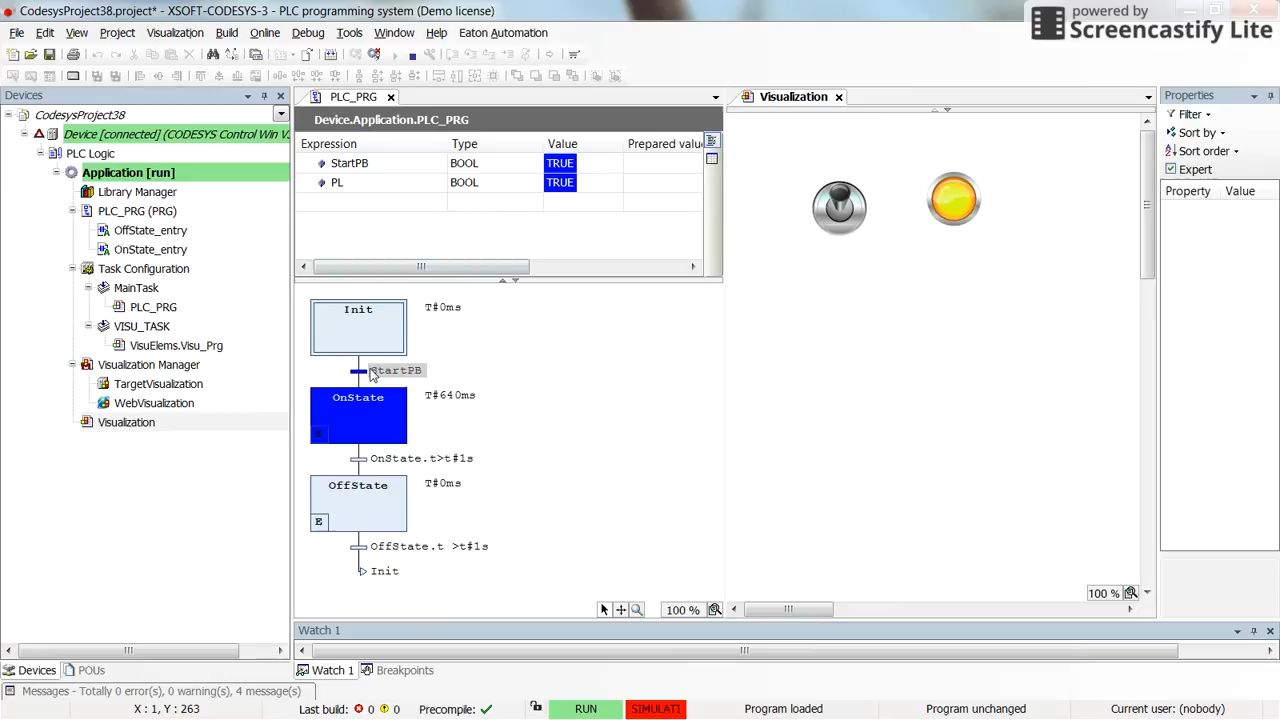 CodesysProject38.project* - XSOFT-CODESYS-3 - PLC programming system (Demo license)
powered by
Screencastify Lite
File Edit View Project Visualization Build Online Debug Tools Window Help Eaton Automation
Devices
CodesysProject38
Device [connected] (CODESYS Control Win V.
PLC Logic
Application [run]
Library Manager
PLC_PRG (PRG)
OffState_entry
OnState_entry
Task Configuration
MainTask
PLC_PRG
VISU_TASK
VisuElems.Visu_Prg
Visualization Manager
TargetVisualization
WebVisualization
Visualization
Devices POUs
PLC_PRG
Device.Application.PLC_PRG
Expression Type Value Prepared value
StartPB BOOL TRUE
PL BOOL TRUE
Init T#0ms
StartPB
OnState T#640ms
OnState.t>t#1s
OffState T#0ms
E
OffState.t >t#1s
Init
100 %
Visualization
100 %
Properties
Filter
Sort by
Sort order
Expert
Property Value
Watch 1
Watch 1 Breakpoints
Messages - Totally 0 error(s), 0 warning(s), 4 message(s)
X : 1, Y : 263 Last build: 0 0 Precompile: RUN SIMULATI Program loaded Program unchanged Current user: (nobody)